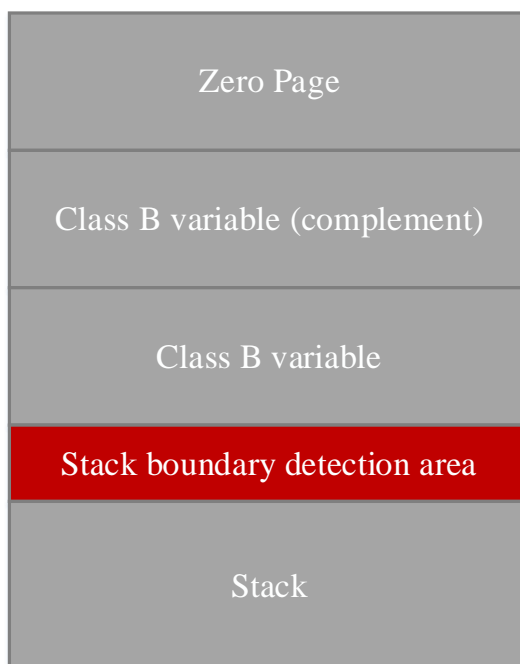 Zero Page
Class B variable (complement)
Class B variable
Stack boundary detection area
Stack